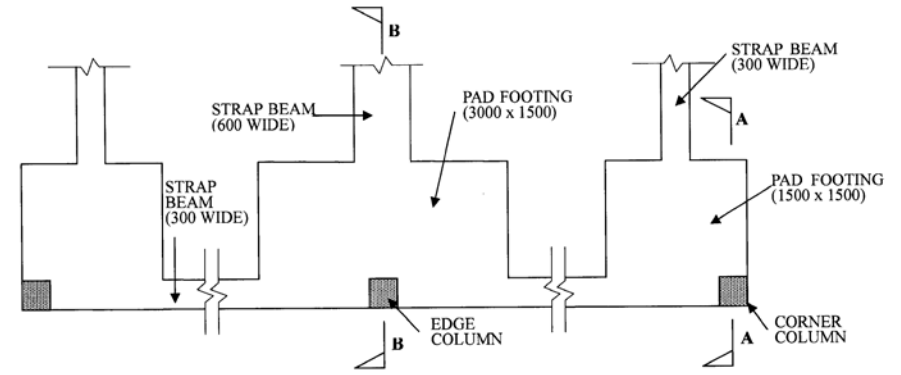 B
STRAP BEAM
(300 WIDE)
A
STRAP BEAM
(600 WIDE)
PAD FOOTING
(3000 x 1500)
PAD FOOTING
(1500 x 1500)
STRAP
BEAM
(300 WIDE)
EDGE
COLUMN
CORNER
COLUMN
B
A